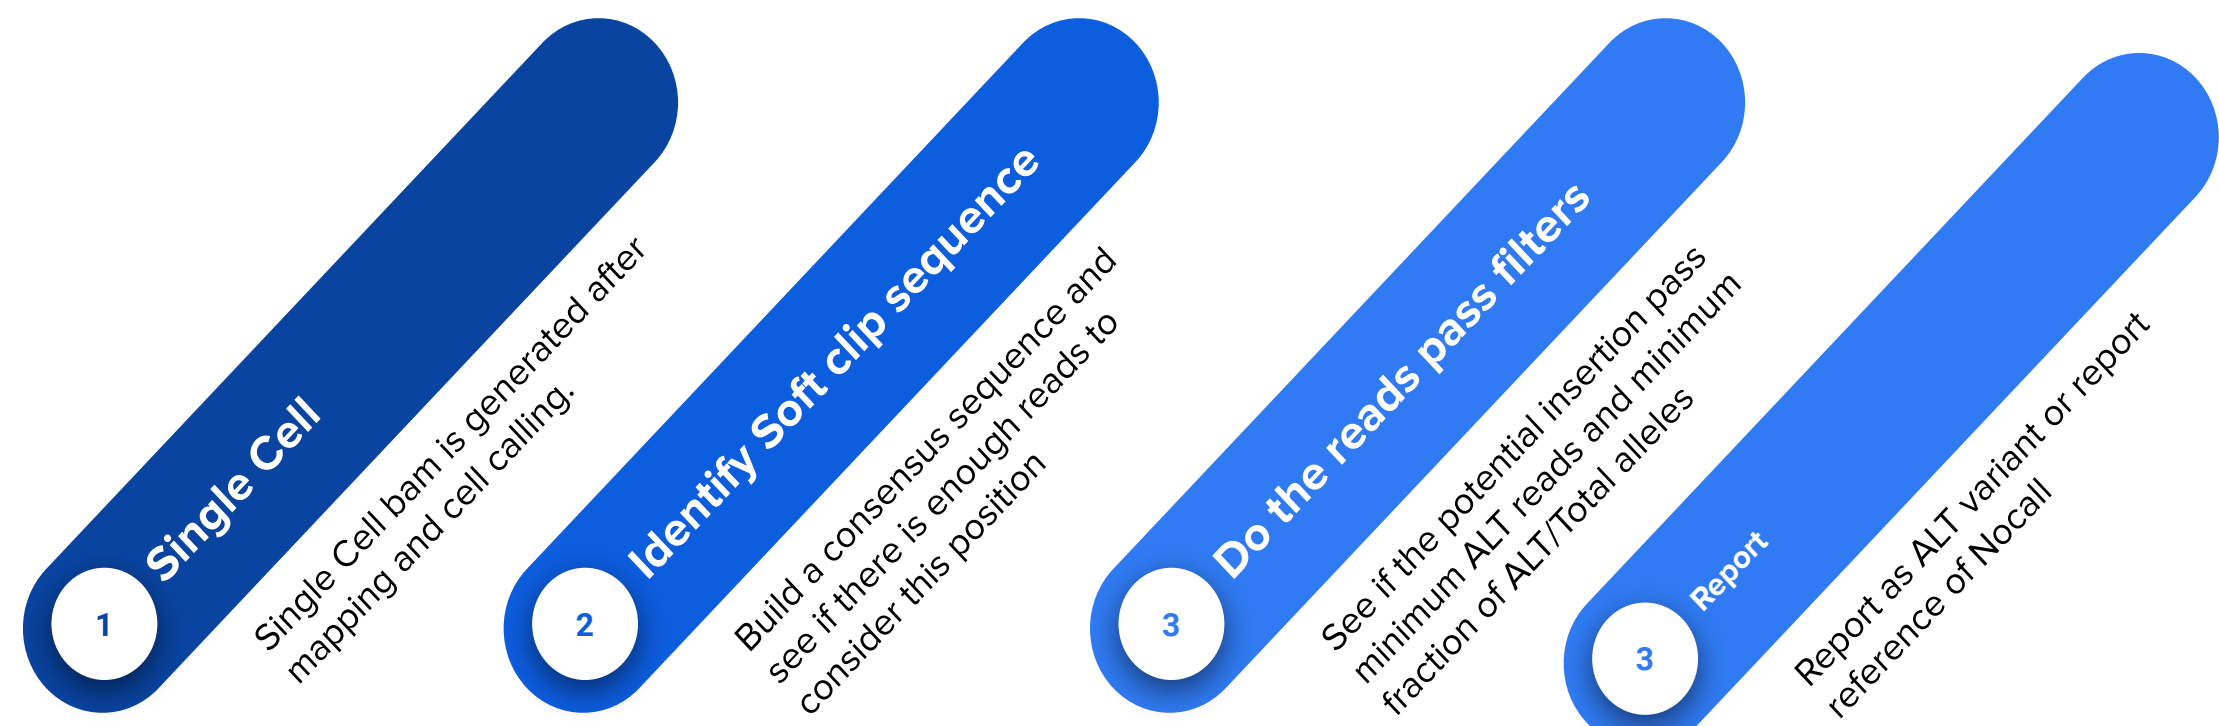 1
Single Cell
Single Cell bam is generated after
mapping and cell calling.
2
Identify Soft clip sequence
Build a consensus sequence and
see if there is enough reads to
consider this position
3
Do the reads pass filters
See if the potential insertion pass
minimum ALT reads and minimum
fraction of ALT/Total alleles
3
Report
Report as ALT variant or report
reference of Nocall